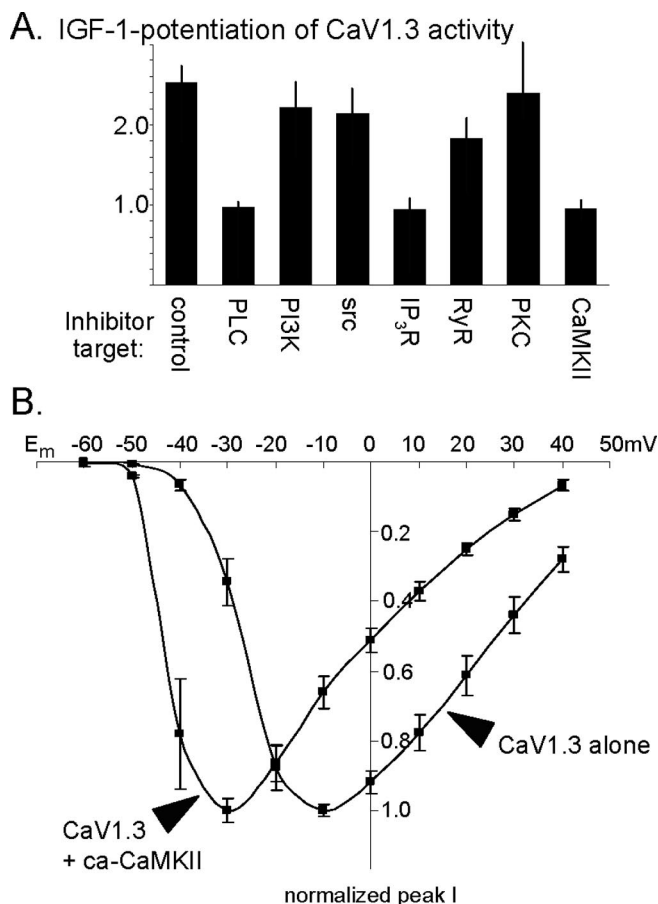 A. IGF-1-potentiation of CaV1.3 activity
2.0
1.0
Inhibitor target: control PLC PI3K src IP₃R RyR PKC CaMKII
B.
Eₘ -60 -50 -40 -30 -20 -10 0 10 20 30 40 50mV
0.2
0.4
0.6
0.8
1.0
CaV1.3 alone
CaV1.3
+ ca-CaMKII
normalized peak I